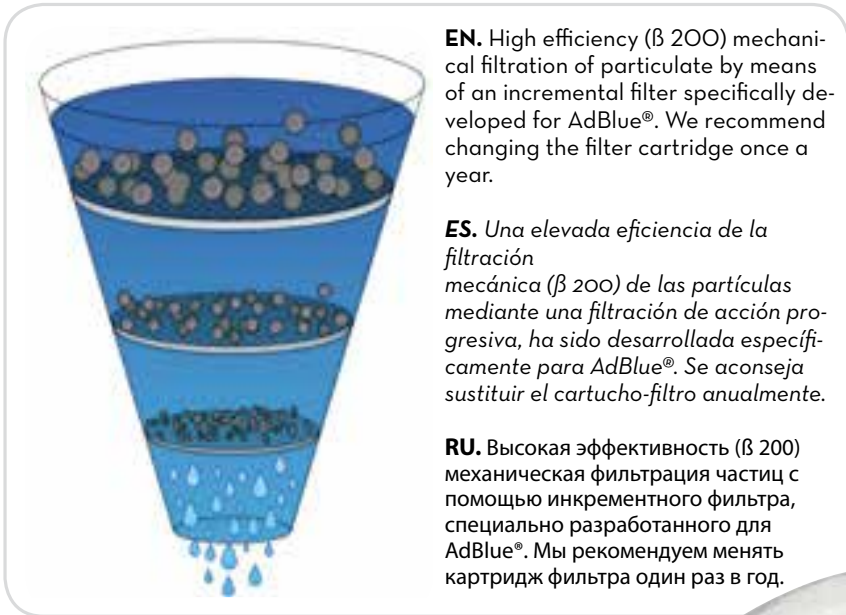 EN. High efficiency (ß 200) mechani-
cal filtration of particulate by means
of an incremental filter specifically de-
veloped for AdBlue®. We recommend
changing the filter cartridge once a
year.
ES. Una elevada eficiencia de la
filtración
mecánica (ß 200) de las partículas
mediante una filtración de acción pro-
gresiva, ha sido desarrollada específi-
camente para AdBlue®. Se aconseja
sustituir el cartucho-filtro anualmente.
RU. Высокая эффективность (ß 200)
механическая фильтрация частиц с
помощью инкрементного фильтра,
специально разработанного для
AdBlue®. Мы рекомендуем менять
картридж фильтра один раз в год.